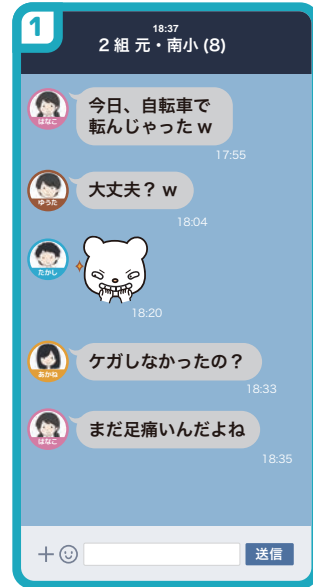 1
18:37
2組 元・南小 (8)
今日、自転車で
転んじゃったw
はなこ
17:55
大丈夫？w
ゆうた
18:04
たかし
18:20
ケガしなかったの？
あかね
18:33
まだ足痛いんだよね
はなこ
18:35
送信